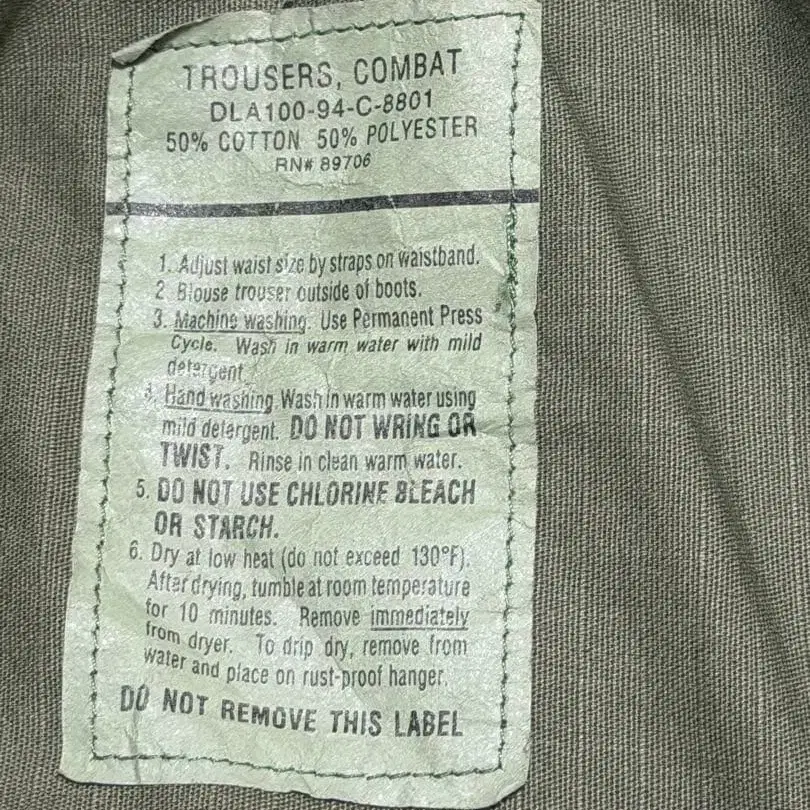 TROUSERS, COMBAT
DLA100-94-C-8801
50% COTTON 50% POLYESTER
RN# 89706
1. Adjust waist size by straps on waistband.
2 Blouse trouser outside of boots.
3. Machine washing. Use Permanent Press
Cycle. Wash in warm water with mild
detergent
4. Hand washing Wash in warm water using
mild detergent. DO NOT WRING OR
TWIST. Rinse in clean warm water.
5. DO NOT USE CHLORINE BLEACH
OR STARCH.
6. Dry at low heat (do not exceed 130°F).
After drying, tumble at room temperature
for 10 minutes. Remove immediately
from dryer. To drip dry, remove from
water and place on rust-proof hanger.
DO NOT REMOVE THIS LABEL